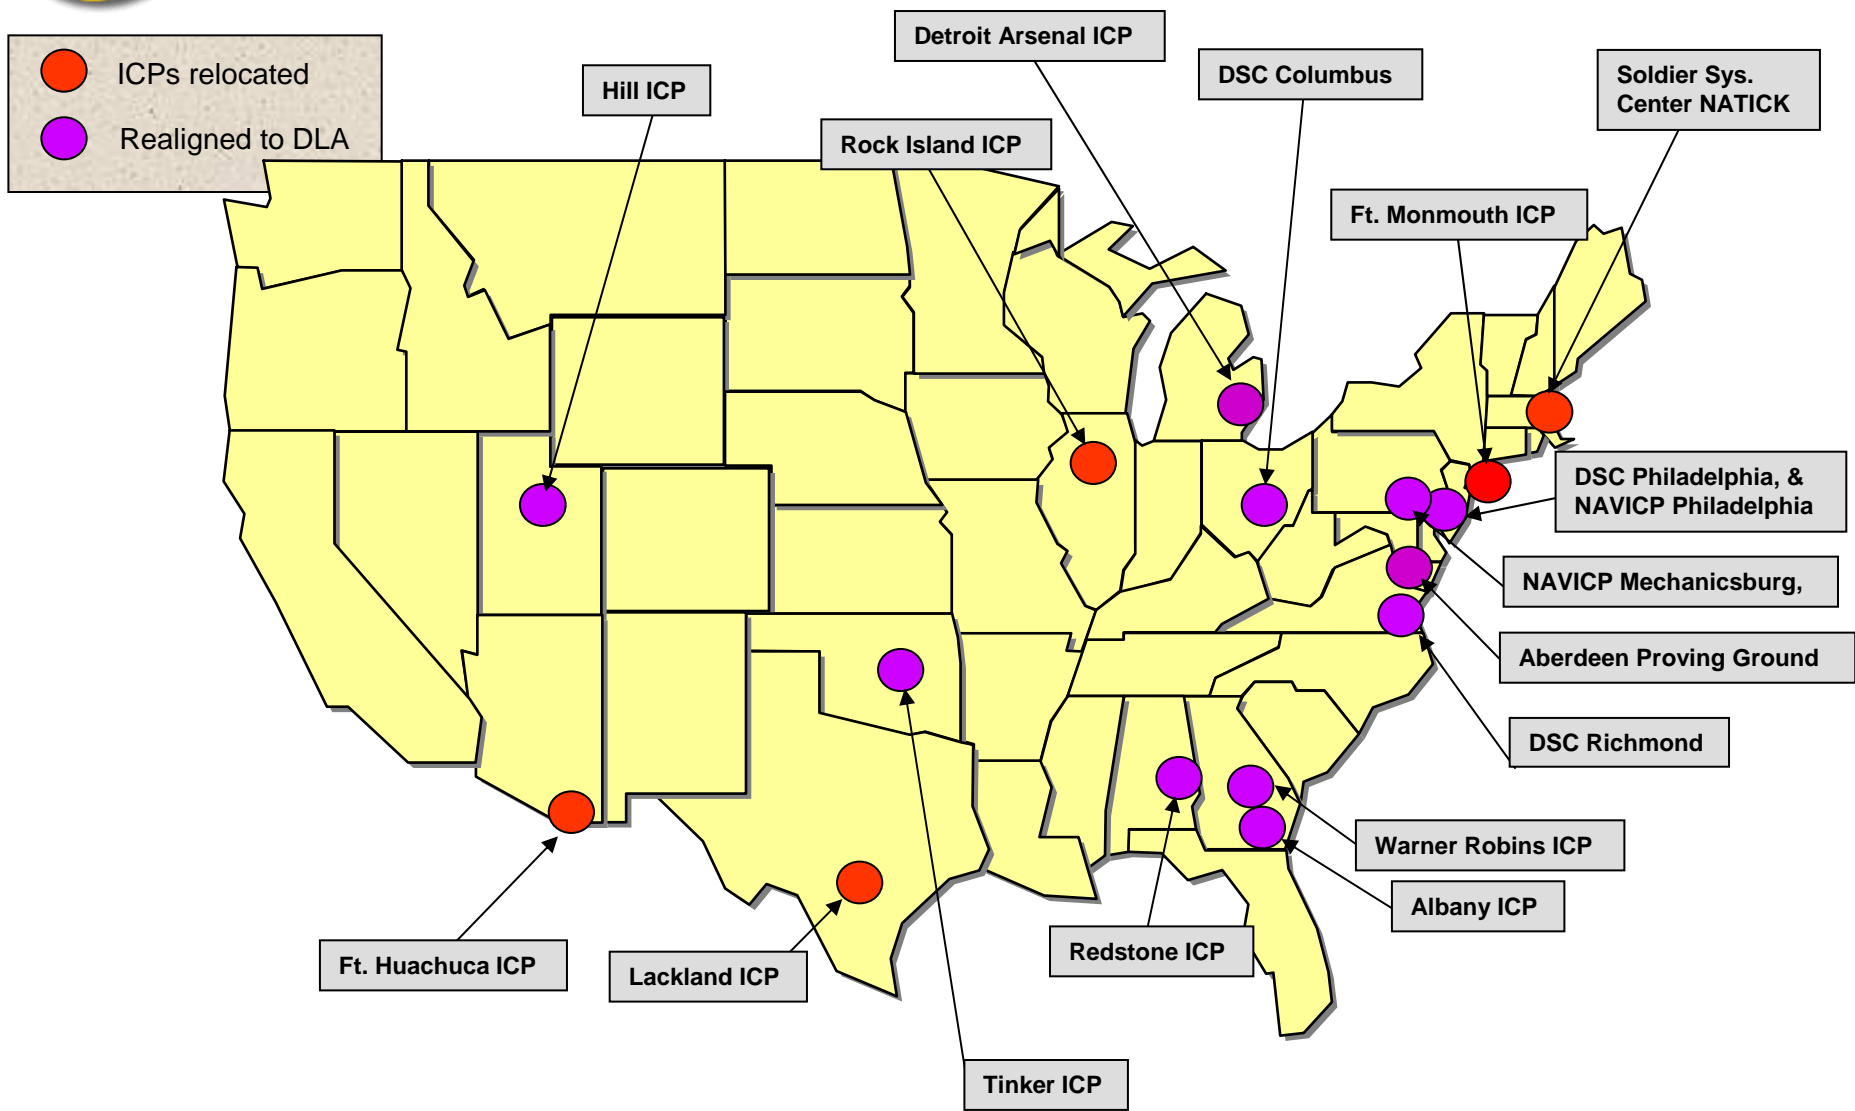 ICPs relocated
Realigned to DLA
Detroit Arsenal ICP
Hill ICP
DSC Columbus
Soldier Sys.
Center NATICK
Rock Island ICP
Ft. Monmouth ICP
DSC Philadelphia, &
NAVICP Philadelphia
NAVICP Mechanicsburg,
Aberdeen Proving Ground
DSC Richmond
Warner Robins ICP
Albany ICP
Redstone ICP
Ft. Huachuca ICP
Lackland ICP
Tinker ICP